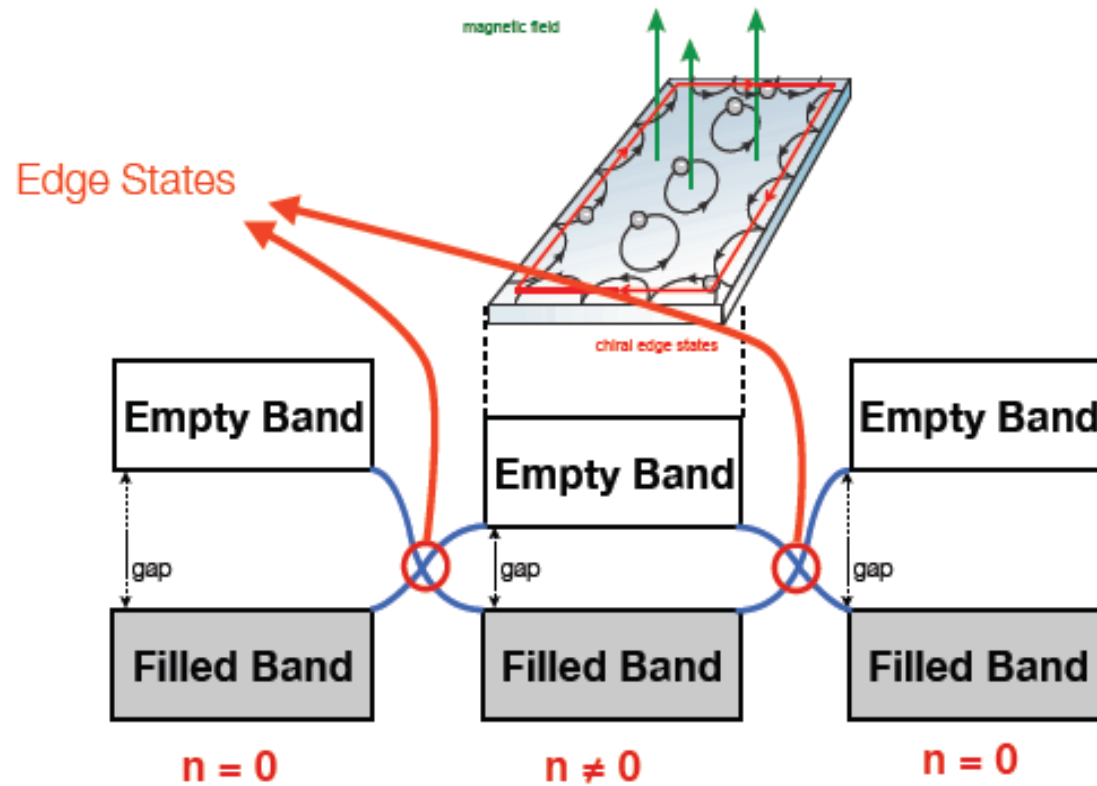 magnetic field
Edge States
chiral edge states
Empty Band
Empty Band
Empty Band
gap
gap
gap
Filled Band
Filled Band
Filled Band
n = 0
n ≠ 0
n = 0